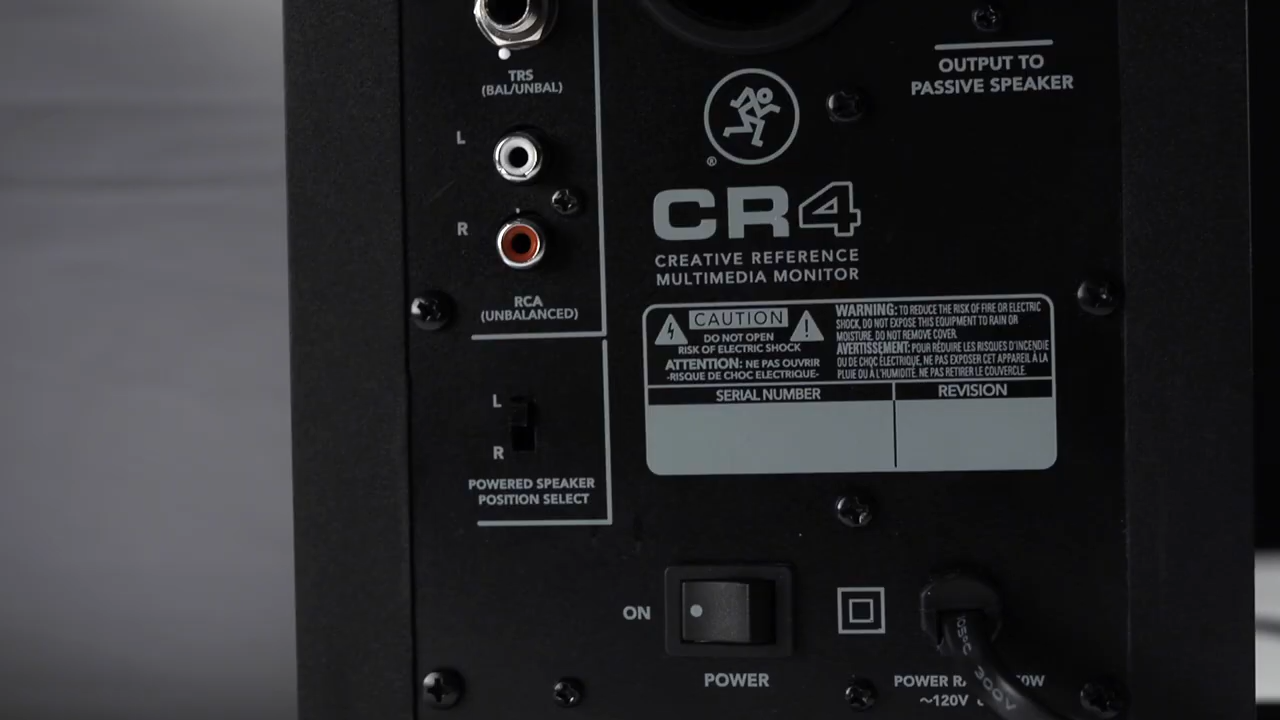 TRS
(BAL/UNBAL)
L
R
RCA
(UNBALANCED)
L
R
POWERED SPEAKER
POSITION SELECT
OUTPUT TO
PASSIVE SPEAKER
®
CR4
CREATIVE REFERENCE
MULTIMEDIA MONITOR
CAUTION
DO NOT OPEN
RISK OF ELECTRIC SHOCK
ATTENTION: NE PAS OUVRIR
-RISQUE DE CHOC ELECTRIQUE-
WARNING: TO REDUCE THE RISK OF FIRE OR ELECTRIC
SHOCK, DO NOT EXPOSE THIS EQUIPMENT TO RAIN OR
MOISTURE. DO NOT REMOVE COVER.
AVERTISSEMENT: POUR RÉDUIRE LES RISQUES D'INCENDIE
OU DE CHOC ÉLECTRIQUE, NE PAS EXPOSER CET APPAREIL À LA
PLUIE OU À L'HUMIDITÉ. NE PAS RETIRER LE COUVERCLE.
SERIAL NUMBER
REVISION
ON
POWER
POWER
~120V
300V